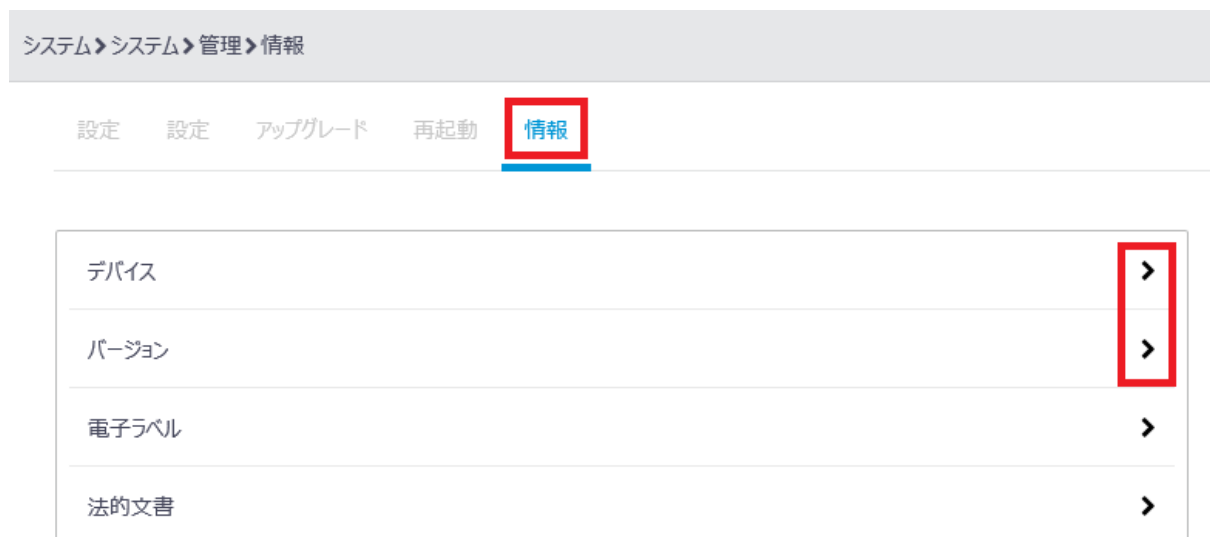 システム>システム>管理>情報
設定 設定 アップグレード 再起動 情報
デバイス
バージョン
電子ラベル
法的文書